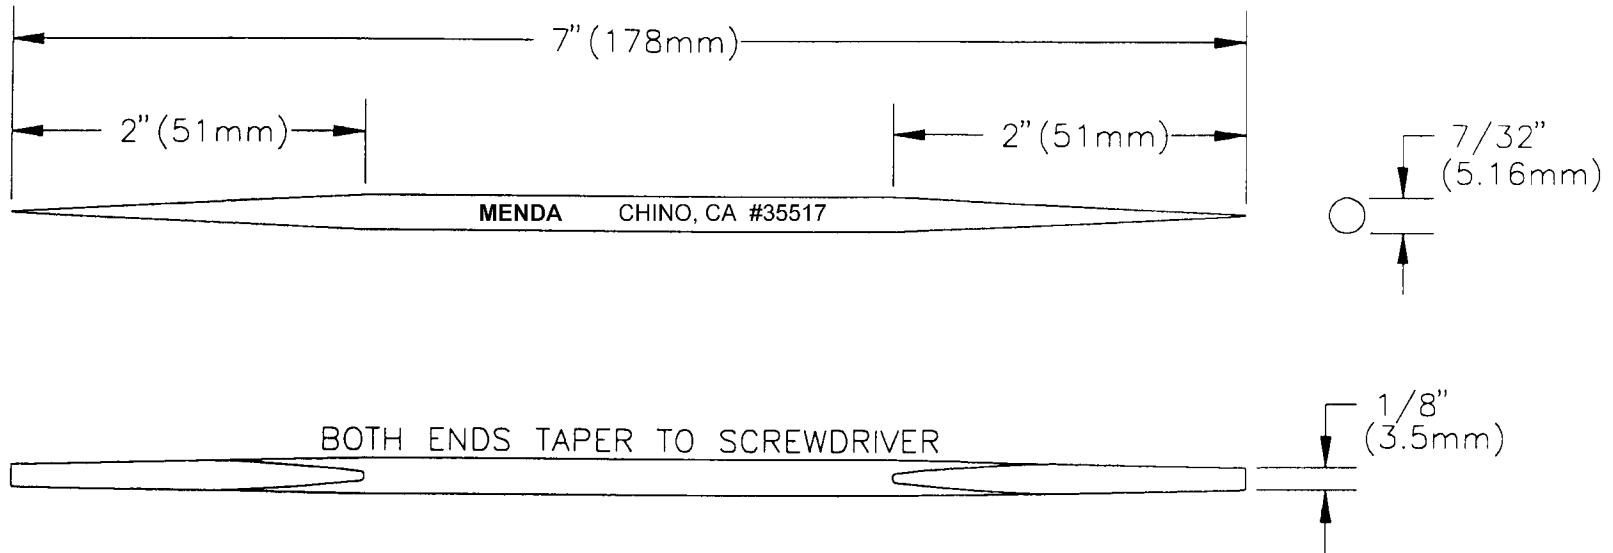 7"(178mm)
2"(51mm)
2"(51mm)
7/32"
(5.16mm)
MENDA CHINO, CA #35517
1/8"
(3.5mm)
BOTH ENDS TAPER TO SCREWDRIVER